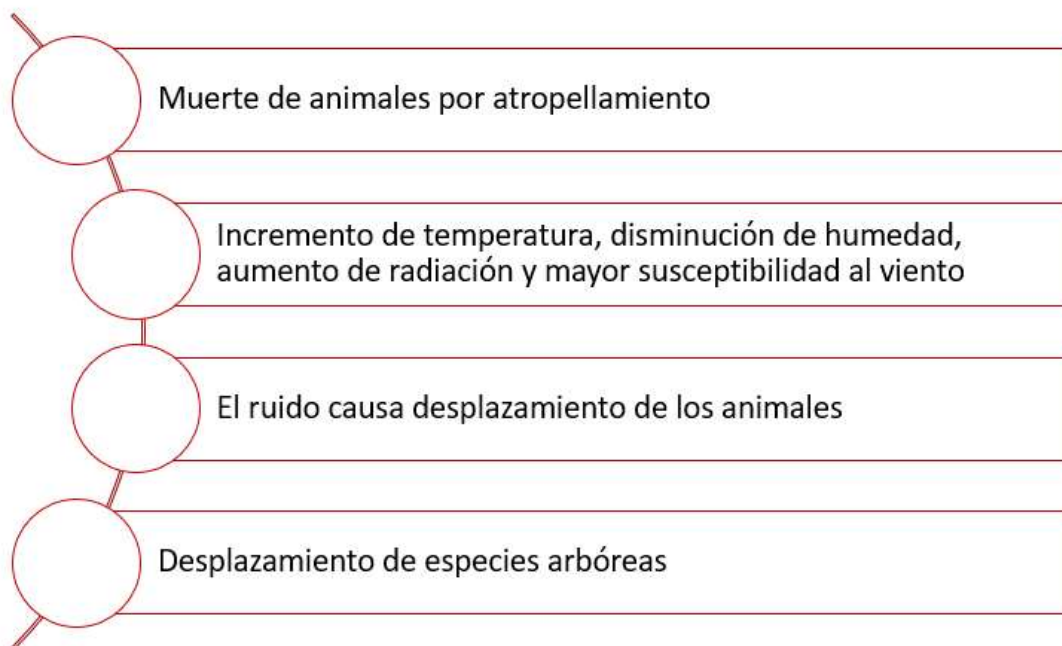 Muerte de animales por atropellamiento
Incremento de temperatura, disminución de humedad,
aumento de radiación y mayor susceptibilidad al viento
El ruido causa desplazamiento de los animales
Desplazamiento de especies arbóreas